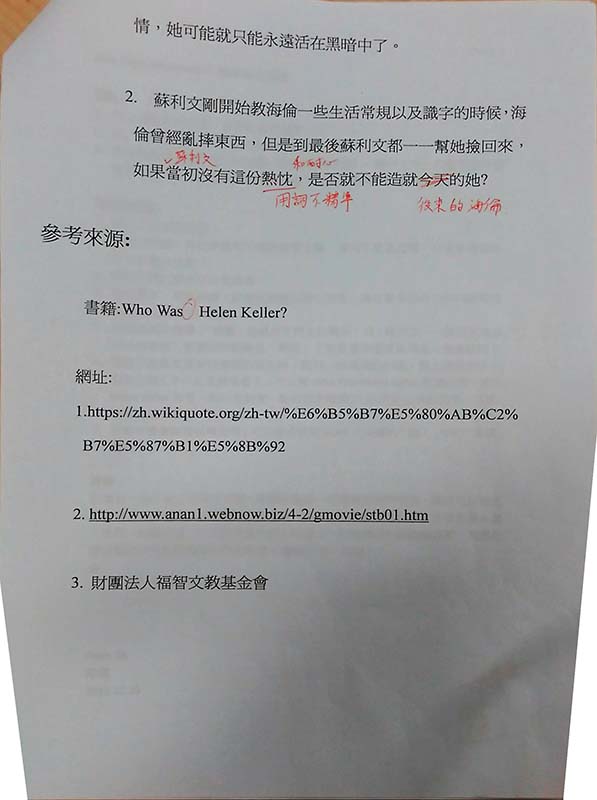 情，她可能就只能永遠活在黑暗中了。
2. 蘇利文剛開始教海倫一些生活常規以及識字的時候，海
倫曾經亂摔東西，但是到最後蘇利文都一一幫她撿回來，
蘇利文 和耐心
如果當初沒有這份熱忱，是否就不能造就今天的她?
用詞不精準 後來的海倫
參考來源:
書籍:Who Was Helen Keller?
網址:
1.https://zh.wikiquote.org/zh-tw/%E6%B5%B7%E5%80%AB%C2%
B7%E5%87%B1%E5%8B%92
2. http://www.anan1.webnow.biz/4-2/gmovie/stb01.htm
3. 財團法人福智文教基金會